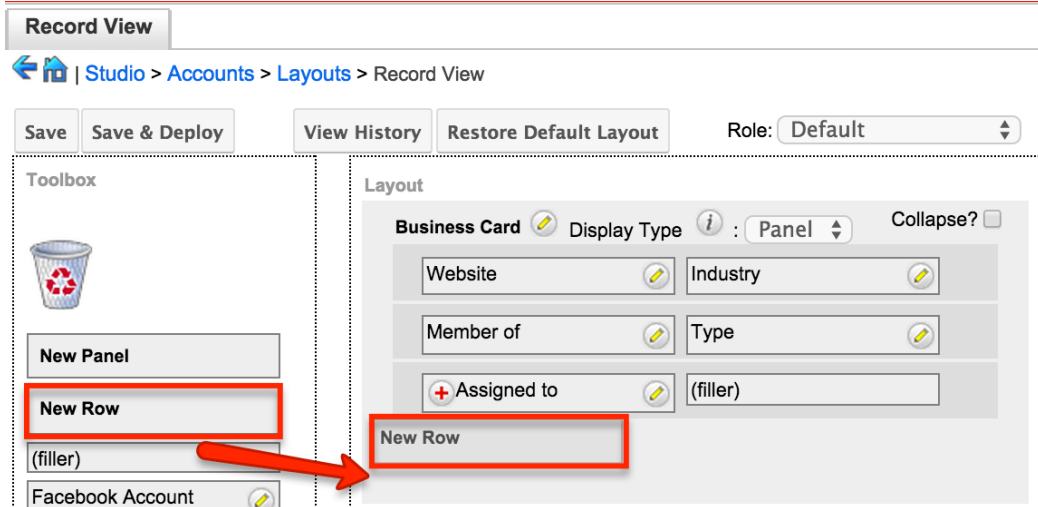 Record View
| Studio > Accounts > Layouts > Record View
Save Save & Deploy View History Restore Default Layout Role: Default
Toolbox
New Panel
New Row
(filler)
Facebook Account
Layout
Business Card Display Type i : Panel Collapse?
Website Industry
Member of Type
Assigned to (filler)
New Row